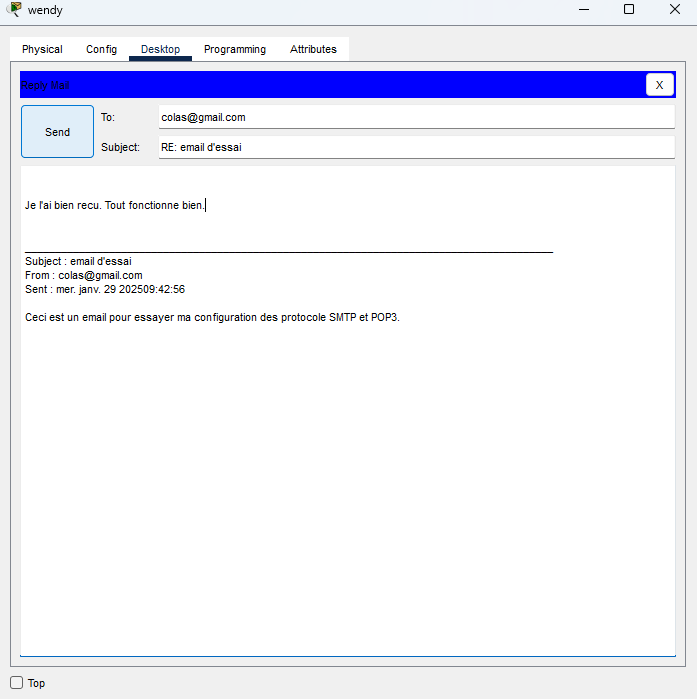 wendy
Physical Config Desktop Programming Attributes
Reply Mail X
Send
To: colas@gmail.com
Subject: RE: email d'essai
Je l'ai bien recu. Tout fonctionne bien.
Subject : email d'essai
From : colas@gmail.com
Sent : mer. janv. 29 202509:42:56
Ceci est un email pour essayer ma configuration des protocole SMTP et POP3.
Top